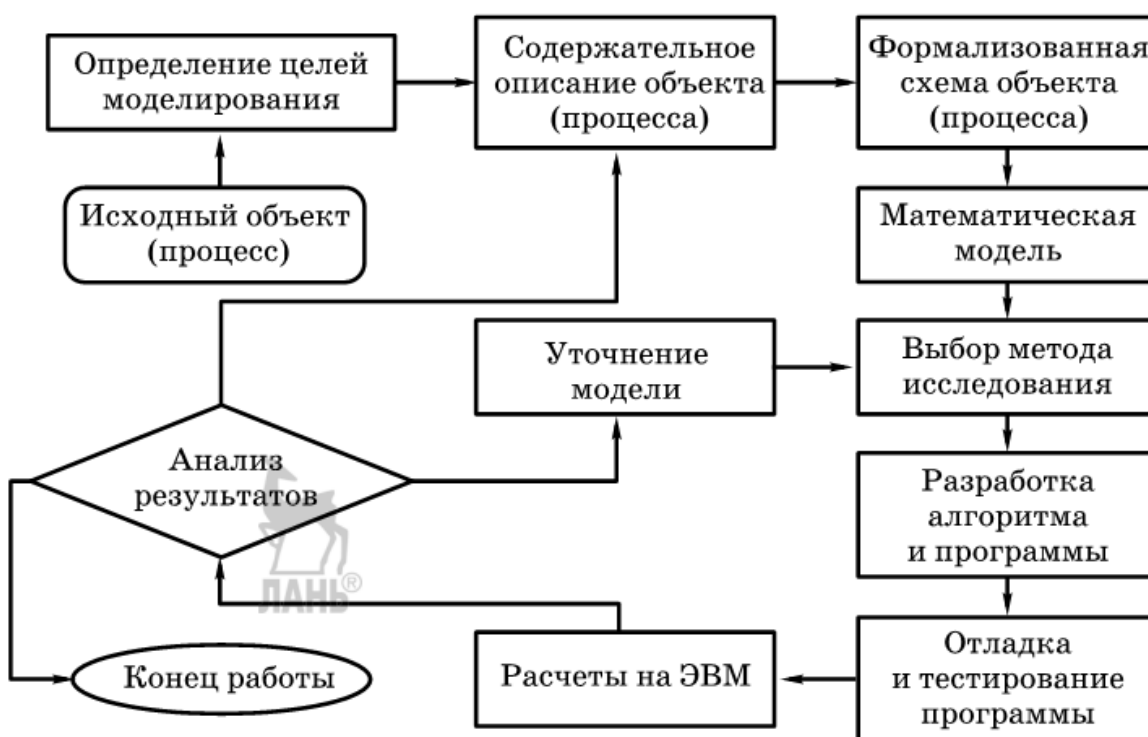 Определение целей
моделирования
Содержательное
описание объекта
(процесса)
Формализованная
схема объекта
(процесса)
Исходный объект
(процесс)
Математическая
модель
Уточнение
модели
Выбор метода
исследования
Анализ
результатов
Разработка
алгоритма
и программы
ЛАНЬ®
Конец работы
Расчеты на ЭВМ
Отладка
и тестирование
программы